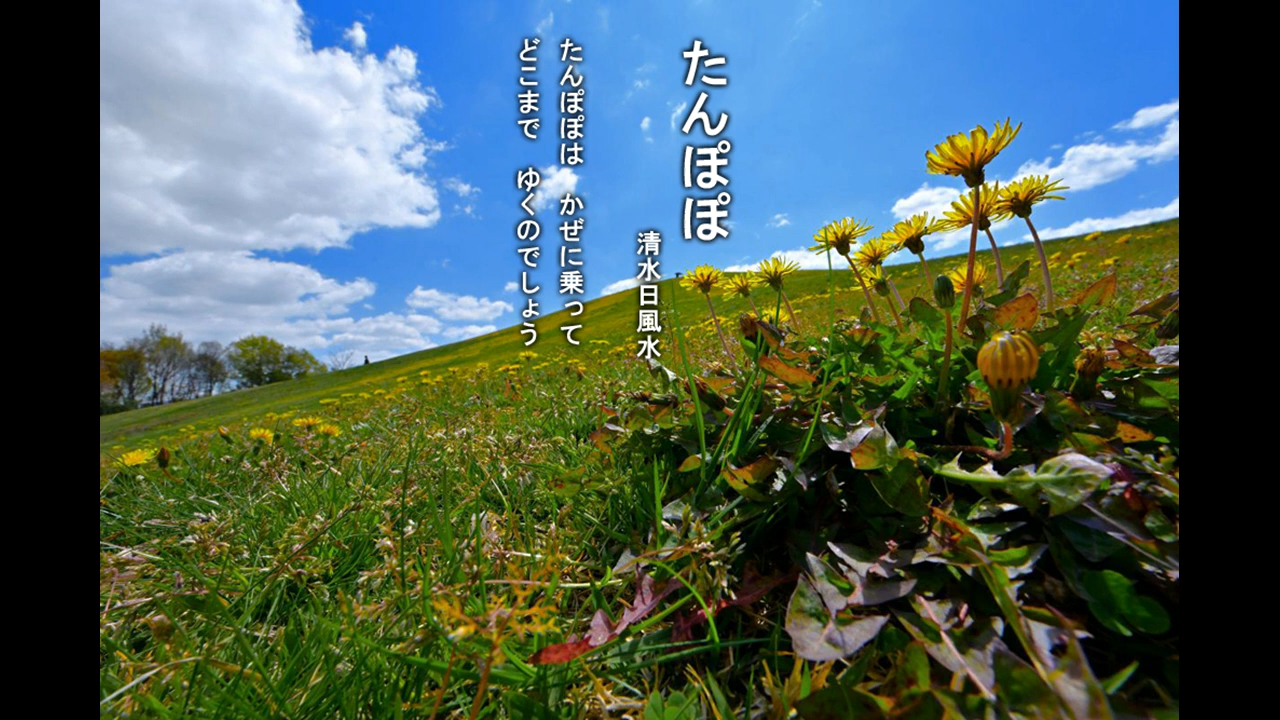 たんぽぽ
清水日風水
たんぽぽは　かぜに乗って
どこまで　ゆくのでしょう